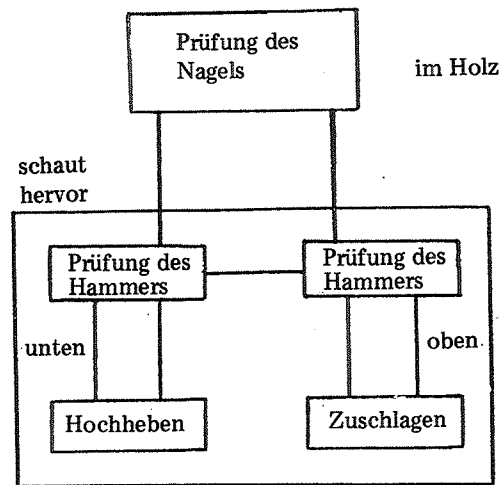 Prüfung des
Nagels
im Holz
schaut
hervor
Prüfung des
Hammers
Prüfung des
Hammers
unten
oben
Hochheben
Zuschlagen